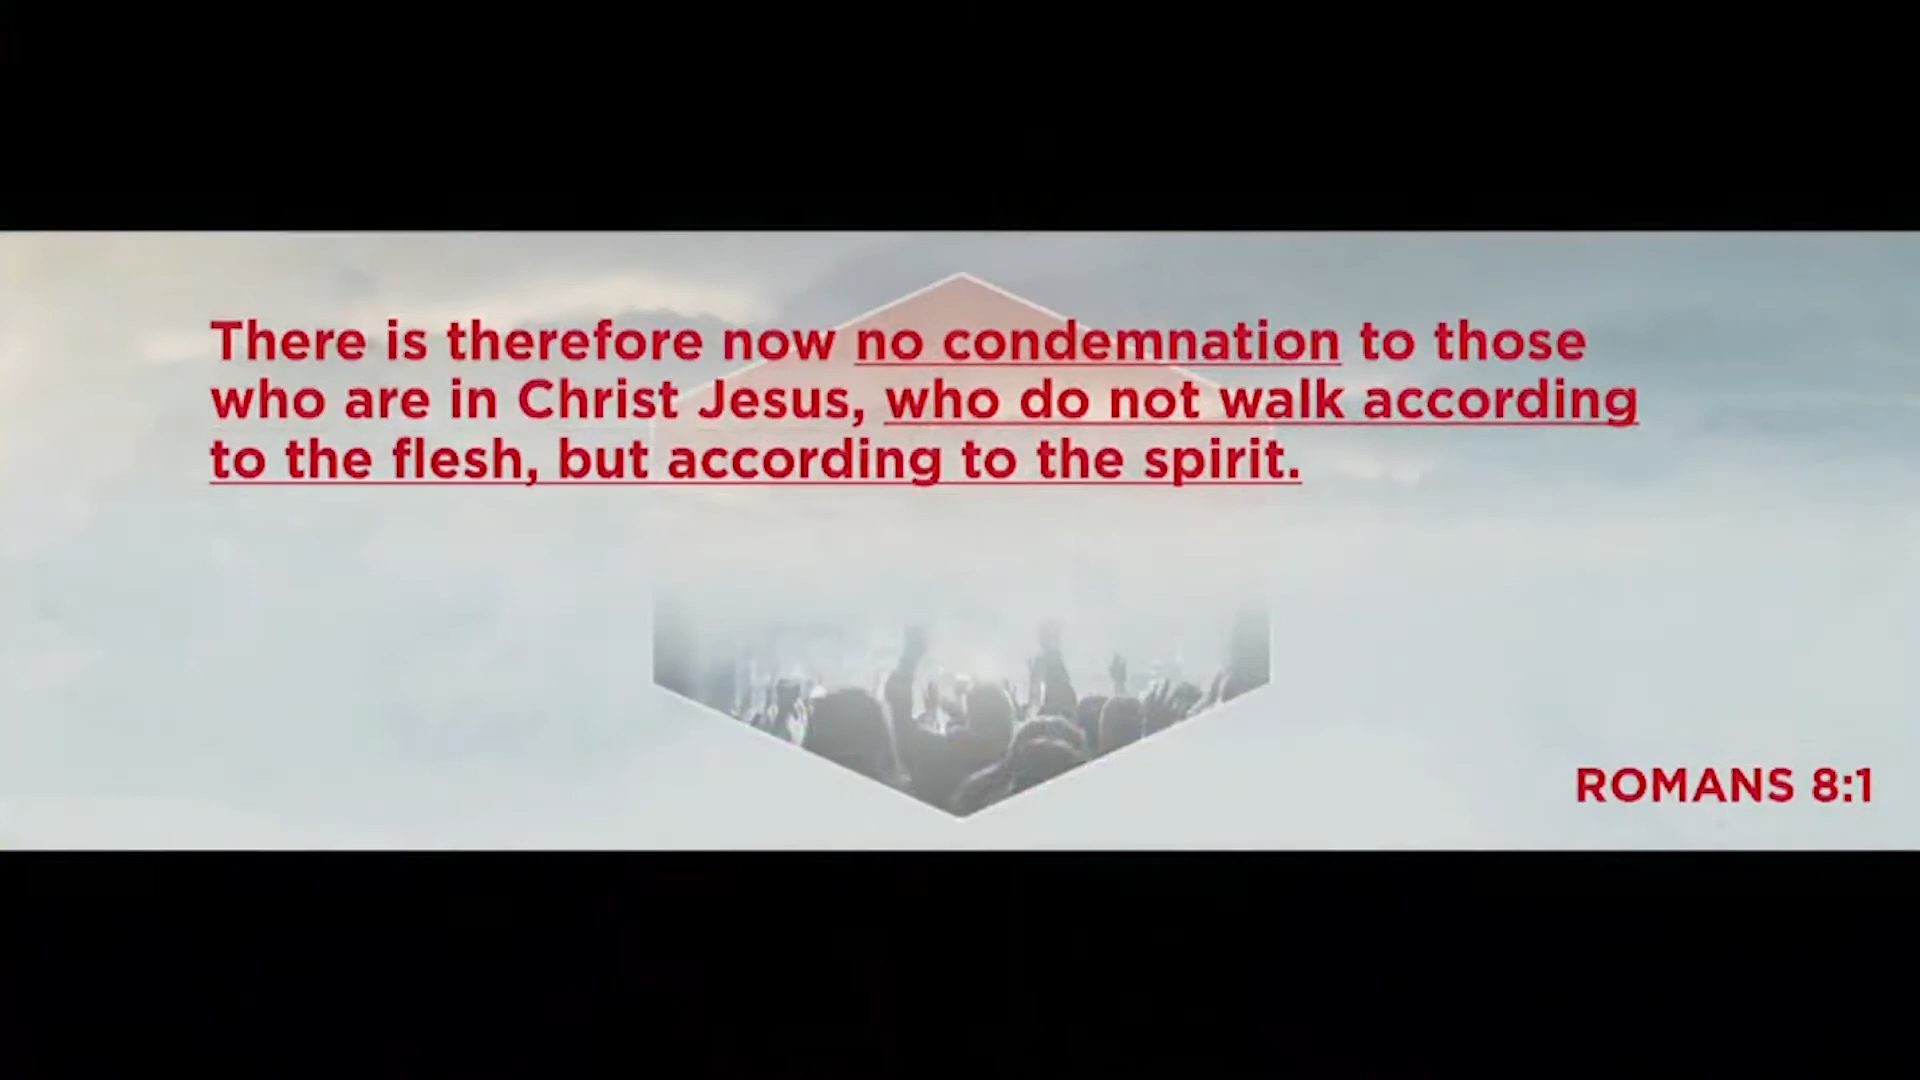 There is therefore now no condemnation to those
who are in Christ Jesus, who do not walk according
to the flesh, but according to the spirit.
ROMANS 8:1